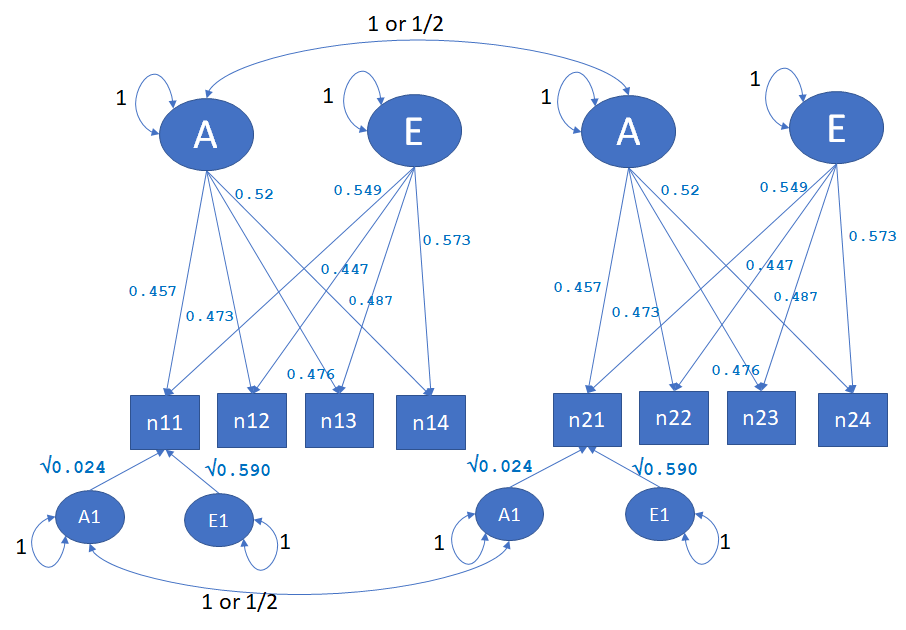 1 or 1/2
1
1
1
1
A
E
A
E
0.52
0.549
0.52
0.549
0.573
0.573
0.447
0.447
0.457
0.487
0.457
0.487
0.473
0.473
0.476
0.476
n11
n12
n13
n14
n21
n22
n23
n24
√0.024
√0.590
√0.024
√0.590
A1
E1
A1
E1
1
1
1
1
1 or 1/2